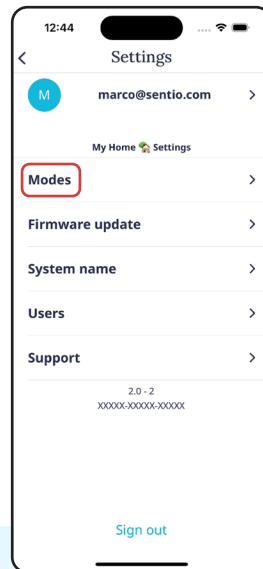 12:44
Settings
M
marco@sentio.com
My Home 🏡 Settings
Modes
Firmware update
System name
Users
Support
2.0 - 2
XXXXX-XXXXX-XXXXX
Sign out